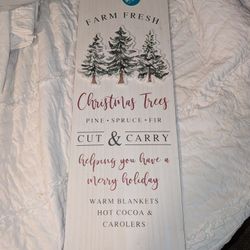 FARM FRESH
Christmas Trees
PINE • SPRUCE • FIR
CUT & CARRY
helping you have a
merry holiday
WARM BLANKETS
HOT COCOA &
CAROLERS